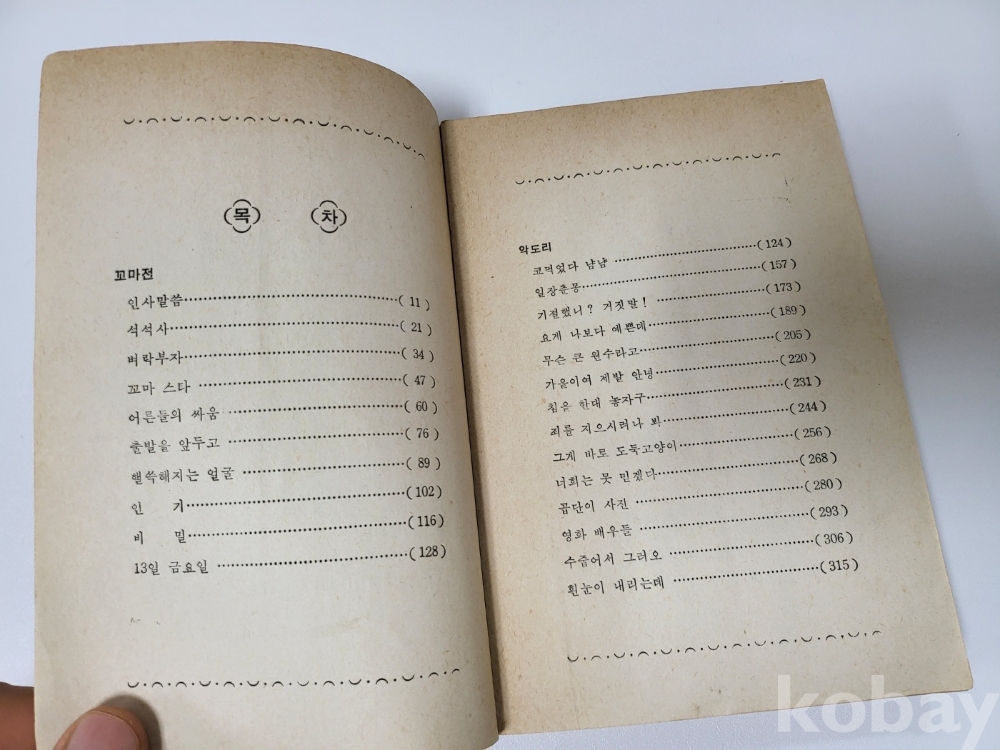 목 차
꼬마전
인사말씀 (11)
석석사 (21)
벼락부자 (34)
꼬마 스타 (47)
어른들의 싸움 (60)
출발을 앞두고 (76)
핼쓱해지는 얼굴 (89)
인 기 (102)
비 밀 (116)
13일 금요일 (128)
악도리
코먹었다 냠냠 (124)
일장춘몽 (157)
기절했니? 거짓말! (173)
요게 나보다 예쁜데 (189)
무슨 큰 원수라고 (205)
가을이여 제발 안녕 (220)
침을 한대 놓자구 (231)
죄를 지으시려나 봐 (244)
그게 바로 도둑고양이 (256)
너희는 못 믿겠다 (268)
곱단이 사진 (280)
영화 배우들 (293)
수줍어서 그러오 (306)
흰눈이 내리는데 (315)
kobay